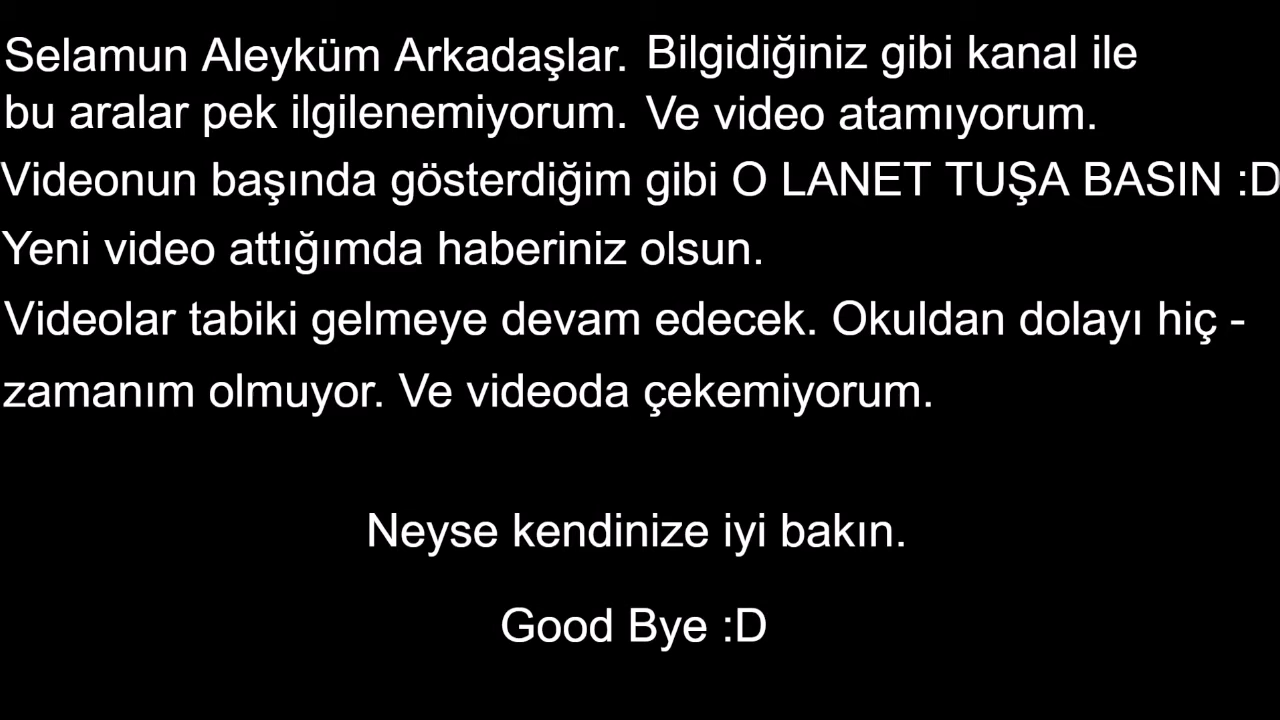 Selamun Aleyküm Arkadaşlar. Bilgidiğiniz gibi kanal ile
bu aralar pek ilgilenemiyorum. Ve video atamıyorum.
Videonun başında gösterdiğim gibi O LANET TUŞA BASIN :D
Yeni video attığımda haberiniz olsun.
Videolar tabiki gelmeye devam edecek. Okuldan dolayı hiç -
zamanım olmuyor. Ve videoda çekemiyorum.
Neyse kendinize iyi bakın.
Good Bye :D